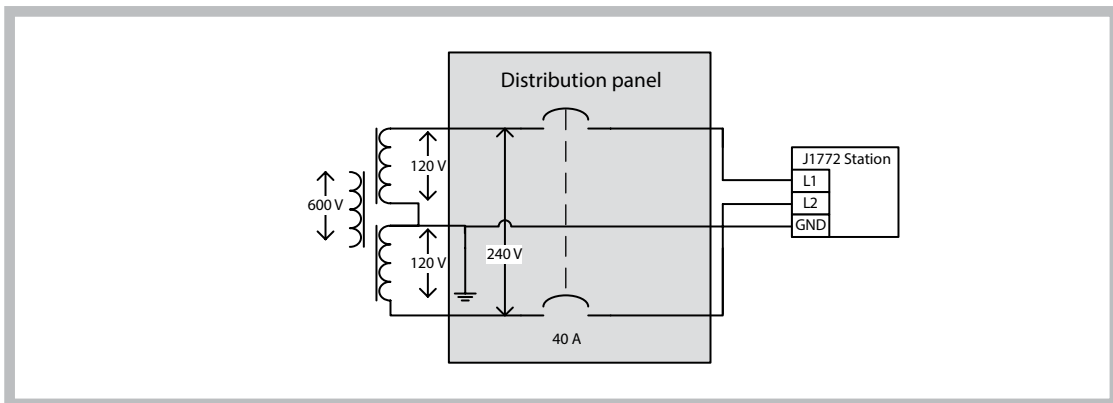 Distribution panel
120 V
J1772 Station
L1
600 V
L2
GND
120 V
240 V
40 A